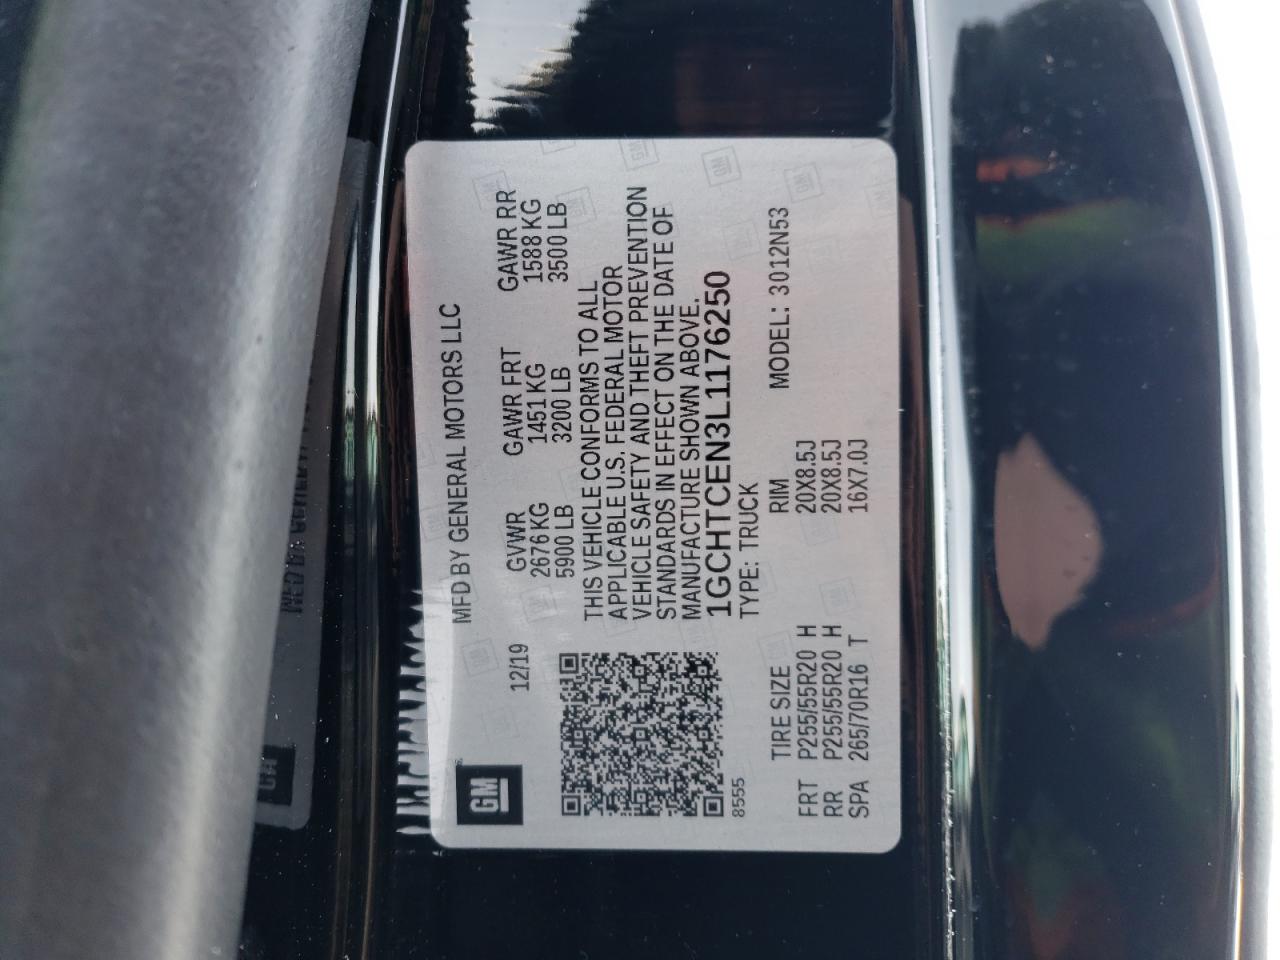 GM
MFD BY GENERAL MOTORS LLC
12/19
GVWR GAWR FRT GAWR RR
2676 KG 1451 KG 1588 KG
5900 LB 3200 LB 3500 LB
THIS VEHICLE CONFORMS TO ALL
APPLICABLE U.S. FEDERAL MOTOR
VEHICLE SAFETY AND THEFT PREVENTION
STANDARDS IN EFFECT ON THE DATE OF
MANUFACTURE SHOWN ABOVE.
1GCHTCEN3L1176250
8555
TYPE: TRUCK
MODEL: 3012N53
TIRE SIZE RIM
FRT P255/55R20 H 20X8.5J
RR P255/55R20 H 20X8.5J
SPA 265/70R16 T 16X7.0J